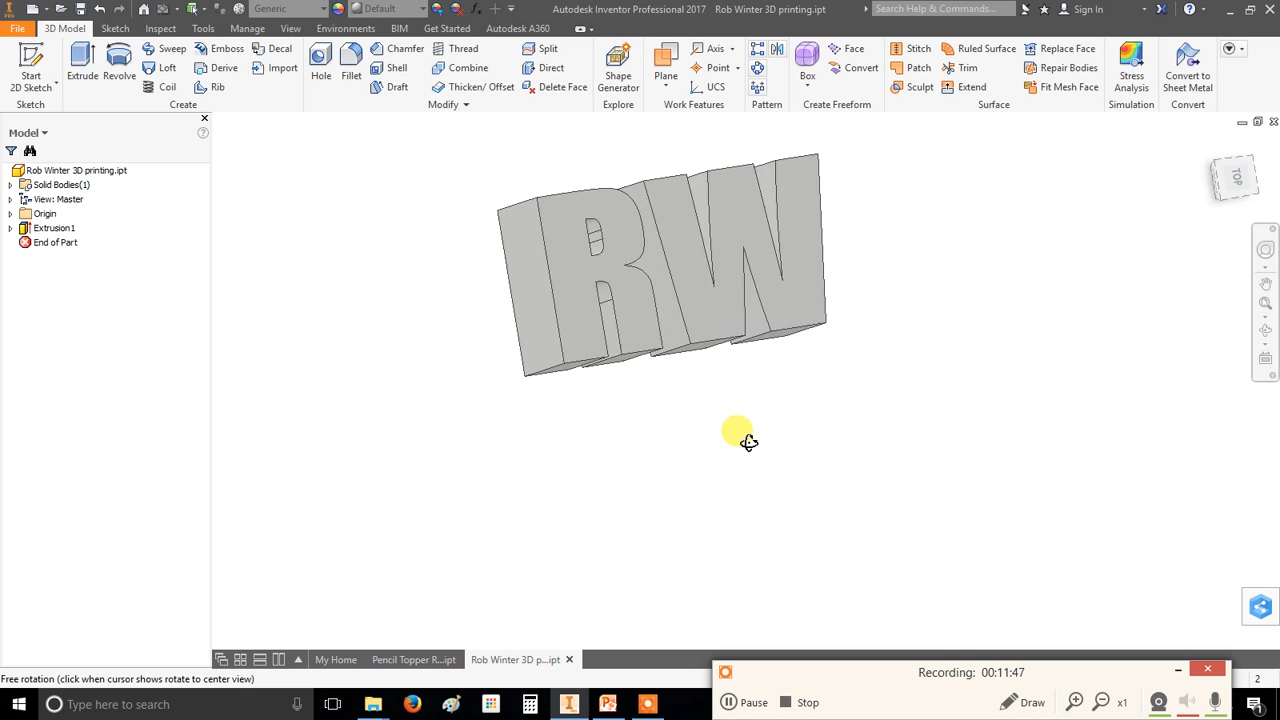 Generic
Default
Autodesk Inventor Professional 2017 Rob Winter 3D printing.ipt
Search Help & Commands...
Sign In
PRO
File
3D Model
Sketch
Inspect
Tools
Manage
View
Environments
BIM
Get Started
Autodesk A360
Start
2D Sketch
Extrude
Revolve
Sweep
Emboss
Decal
Loft
Derive
Import
Coil
Rib
Hole
Fillet
Chamfer
Thread
Split
Shell
Combine
Direct
Draft
Thicken/ Offset
Delete Face
Shape
Generator
Plane
Axis
Point
UCS
Box
Face
Convert
Stitch
Ruled Surface
Replace Face
Patch
Trim
Repair Bodies
Sculpt
Extend
Fit Mesh Face
Stress
Analysis
Convert to
Sheet Metal
Sketch
Create
Modify
Explore
Work Features
Pattern
Create Freeform
Surface
Simulation
Convert
Model
Rob Winter 3D printing.ipt
Solid Bodies(1)
View: Master
Origin
Extrusion1
End of Part
RW
TOP
My Home
Pencil Topper R...ipt
Rob Winter 3D p...ipt
Free rotation (click when cursor shows rotate to center view)
2
Recording: 00:11:47
Pause
Stop
Draw
x1
Type here to search